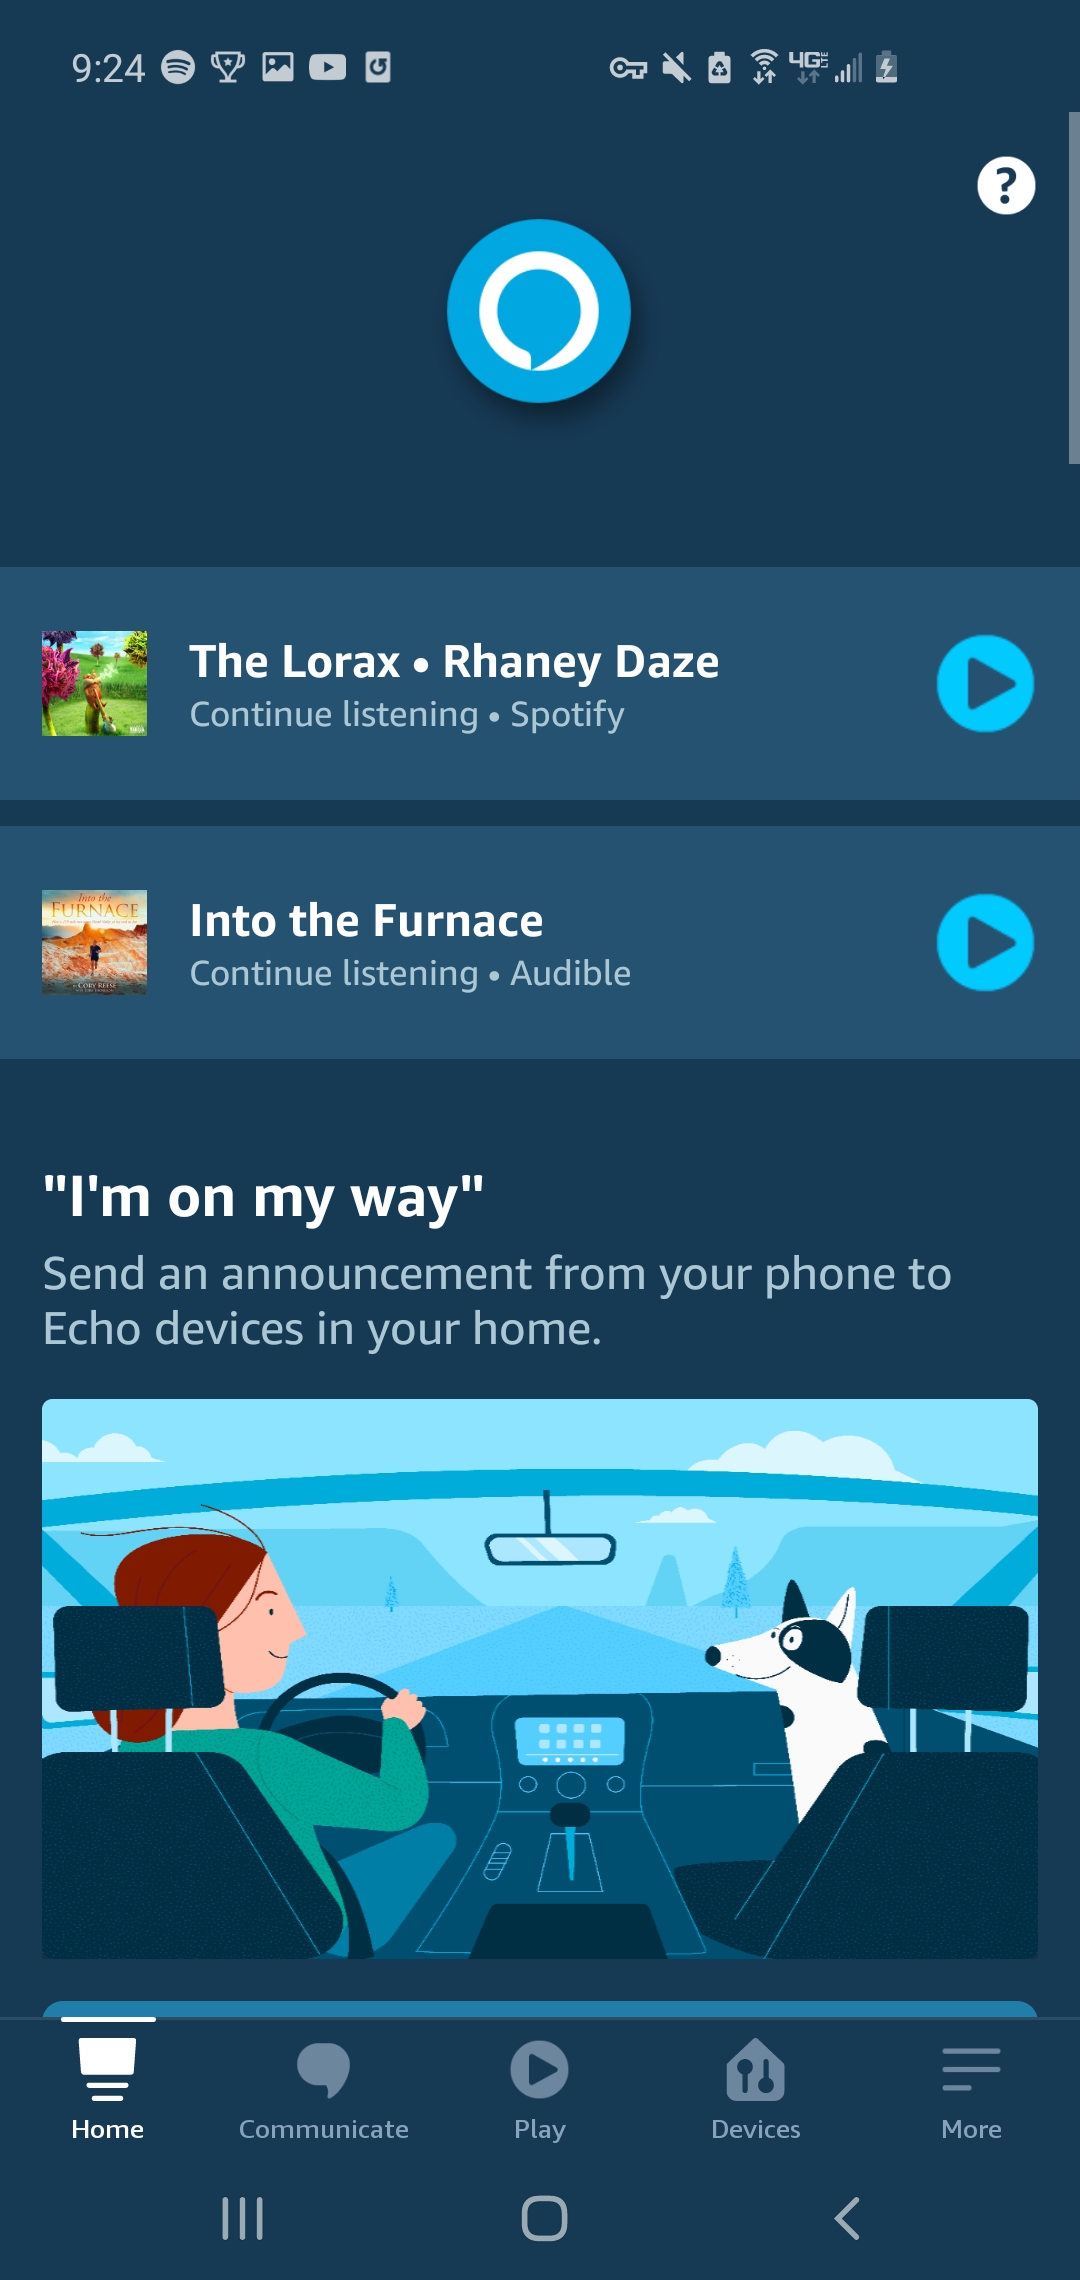 9:24
4G LTE
?
The Lorax • Rhaney Daze
Continue listening • Spotify
Into the
FURNACE
CORY REESE
Into the Furnace
Continue listening • Audible
"I'm on my way"
Send an announcement from your phone to
Echo devices in your home.
Home
Communicate
Play
Devices
More